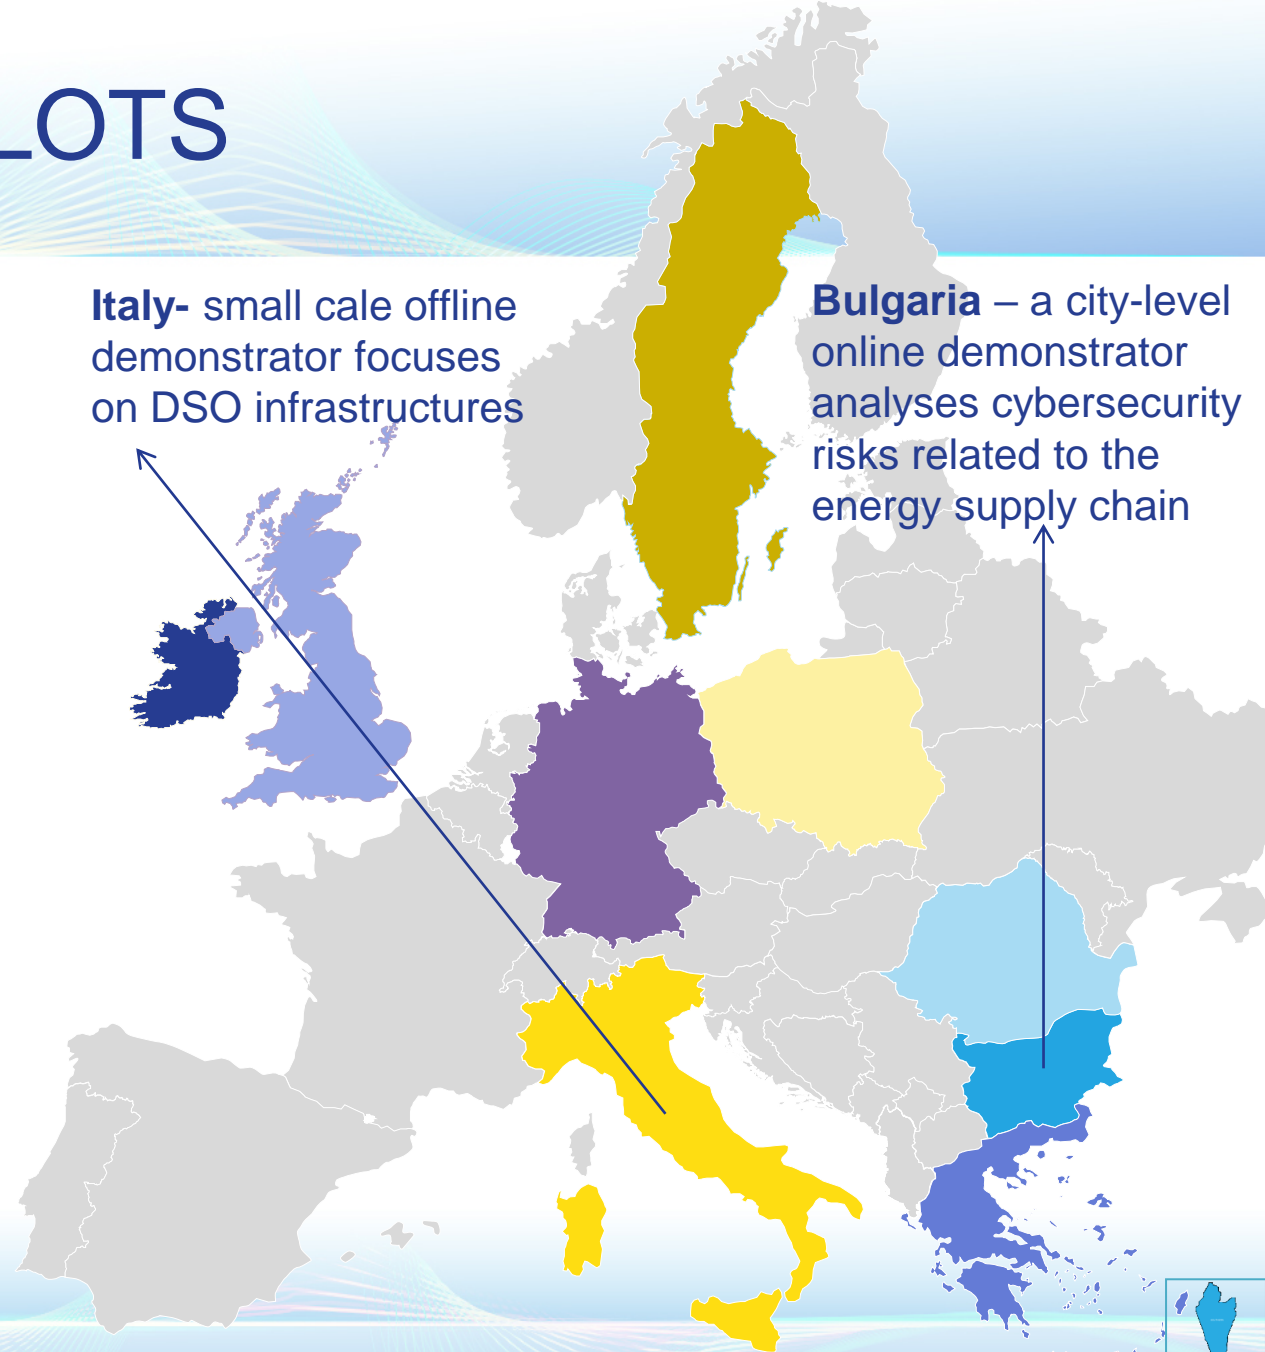 LOTS
Italy- small cale offline
demonstrator focuses
on DSO infrastructures
Bulgaria – a city-level
online demonstrator
analyses cybersecurity
risks related to the
energy supply chain